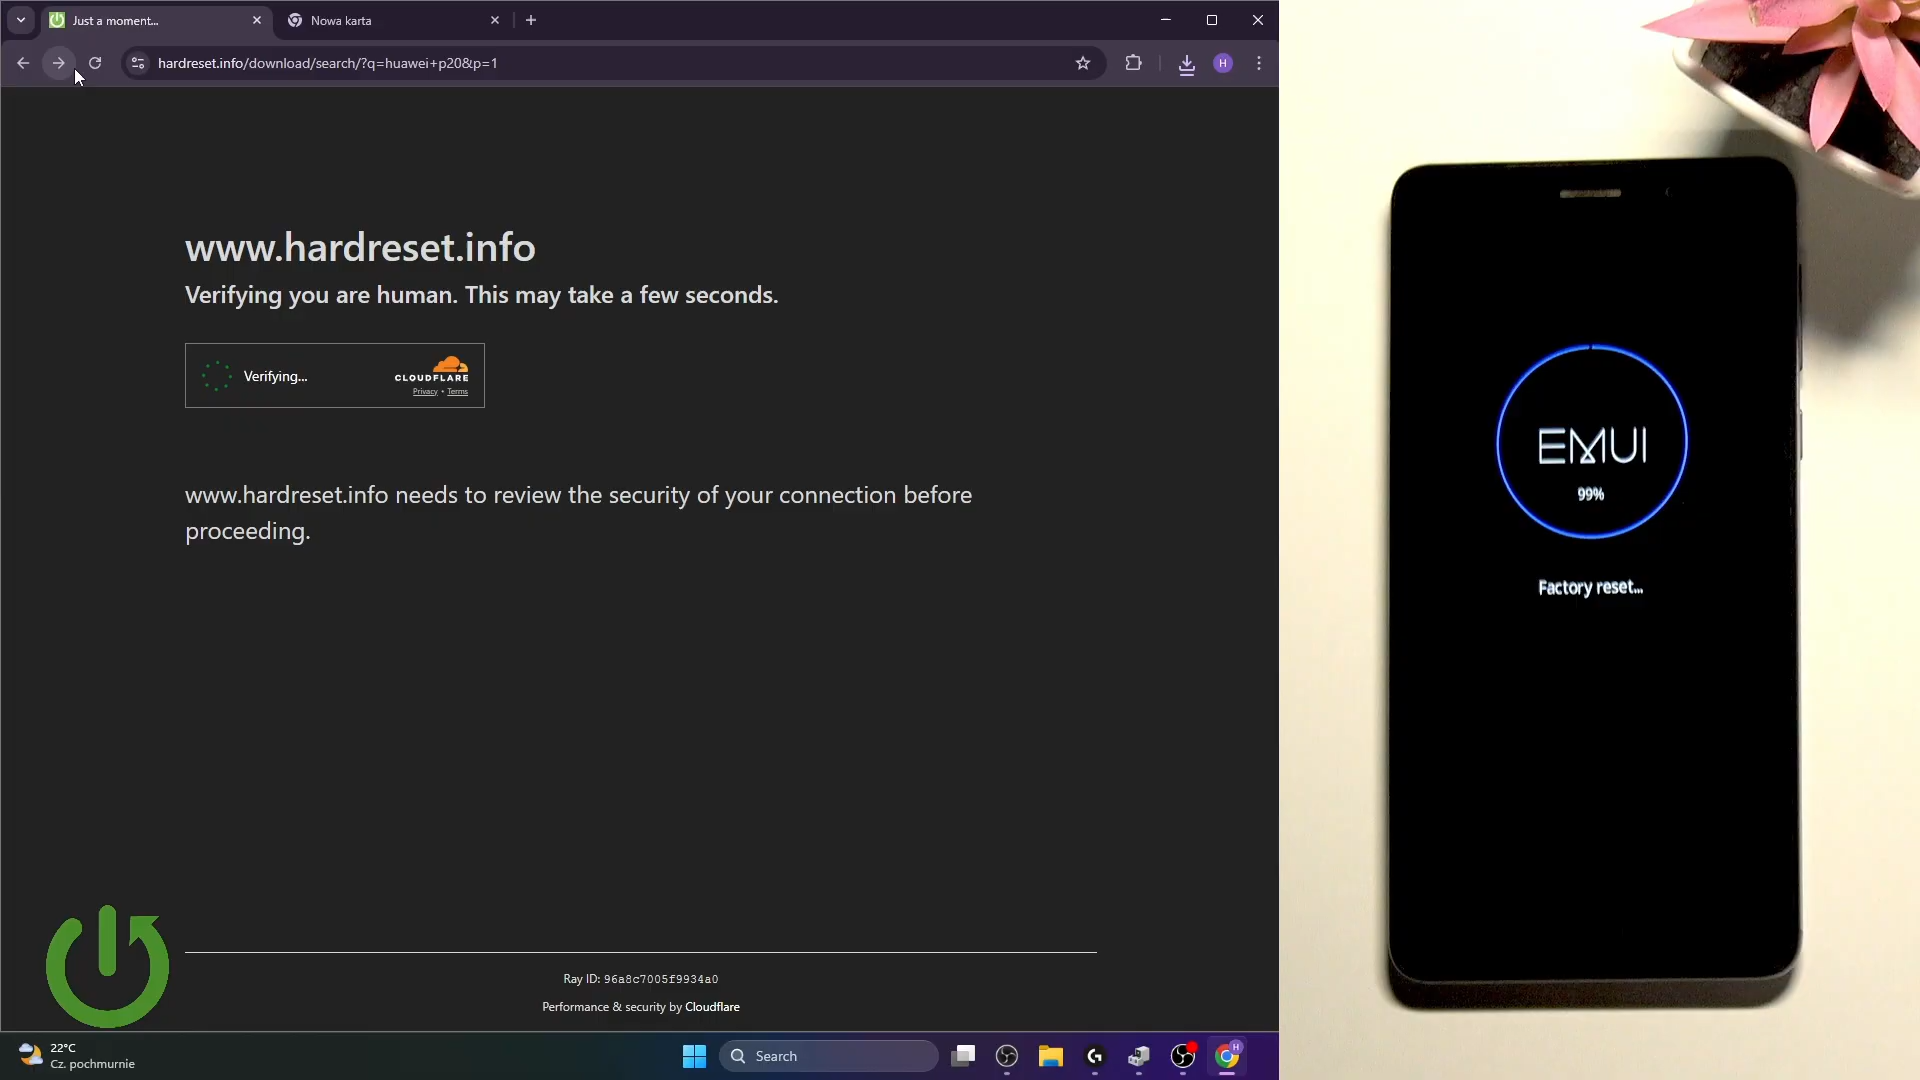 Just a moment...
Nowa karta
hardreset.info/download/search/?q=huawei+p20&p=1
H
www.hardreset.info
Verifying you are human. This may take a few seconds.
Verifying...
CLOUDFLARE
Privacy • Terms
www.hardreset.info needs to review the security of your connection before
proceeding.
Ray ID: 96a8c7005f9934a0
Performance & security by Cloudflare
22°C
Cz. pochmurnie
Search
H
EMUI
99%
Factory reset...